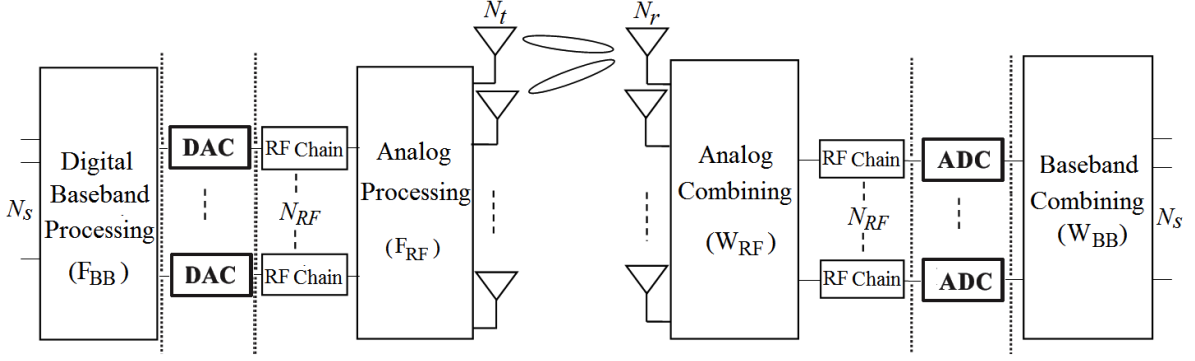 N_t
N_r
N_s
Digital
Baseband
Processing
(F_BB)
DAC
DAC
RF Chain
N_RF
RF Chain
Analog
Processing
(F_RF)
Analog
Combining
(W_RF)
RF Chain
N_RF
RF Chain
ADC
ADC
Baseband
Combining
(W_BB)
N_s